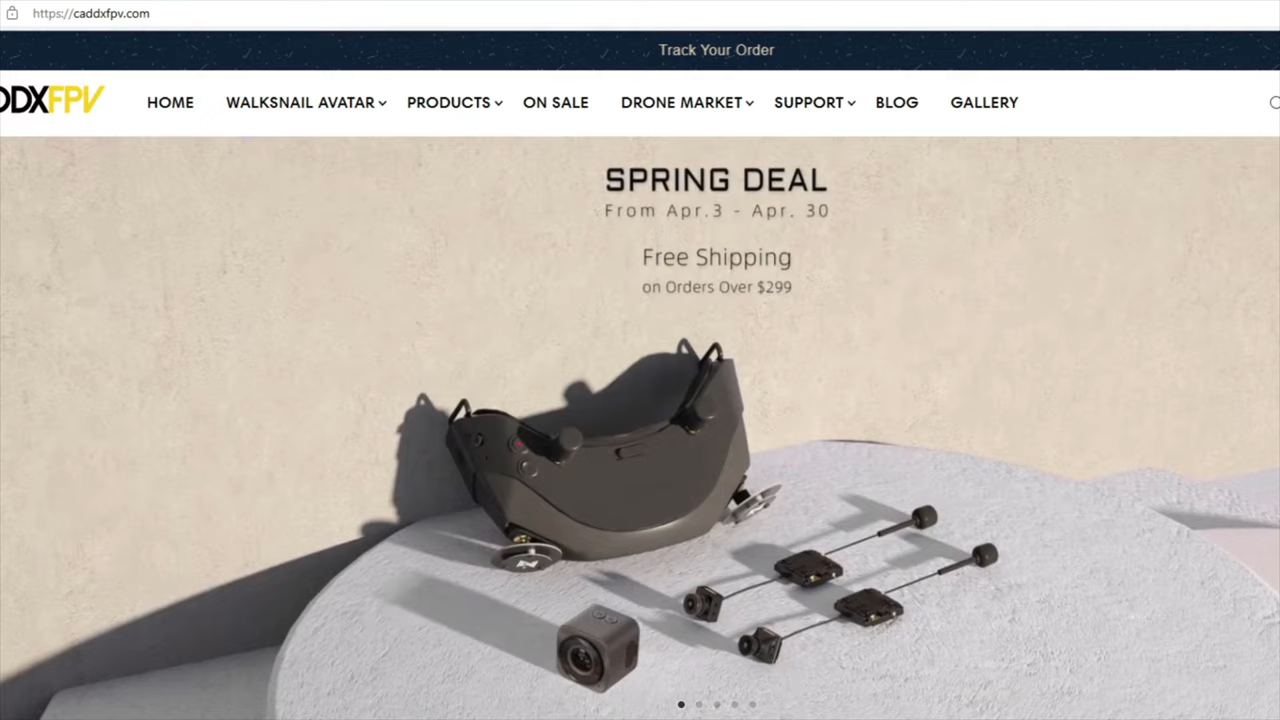 https://caddxfpv.com
Track Your Order
DDXFPV
HOME
WALKSNAIL AVATAR
PRODUCTS
ON SALE
DRONE MARKET
SUPPORT
BLOG
GALLERY
SPRING DEAL
From Apr.3 - Apr. 30
Free Shipping
on Orders Over $299